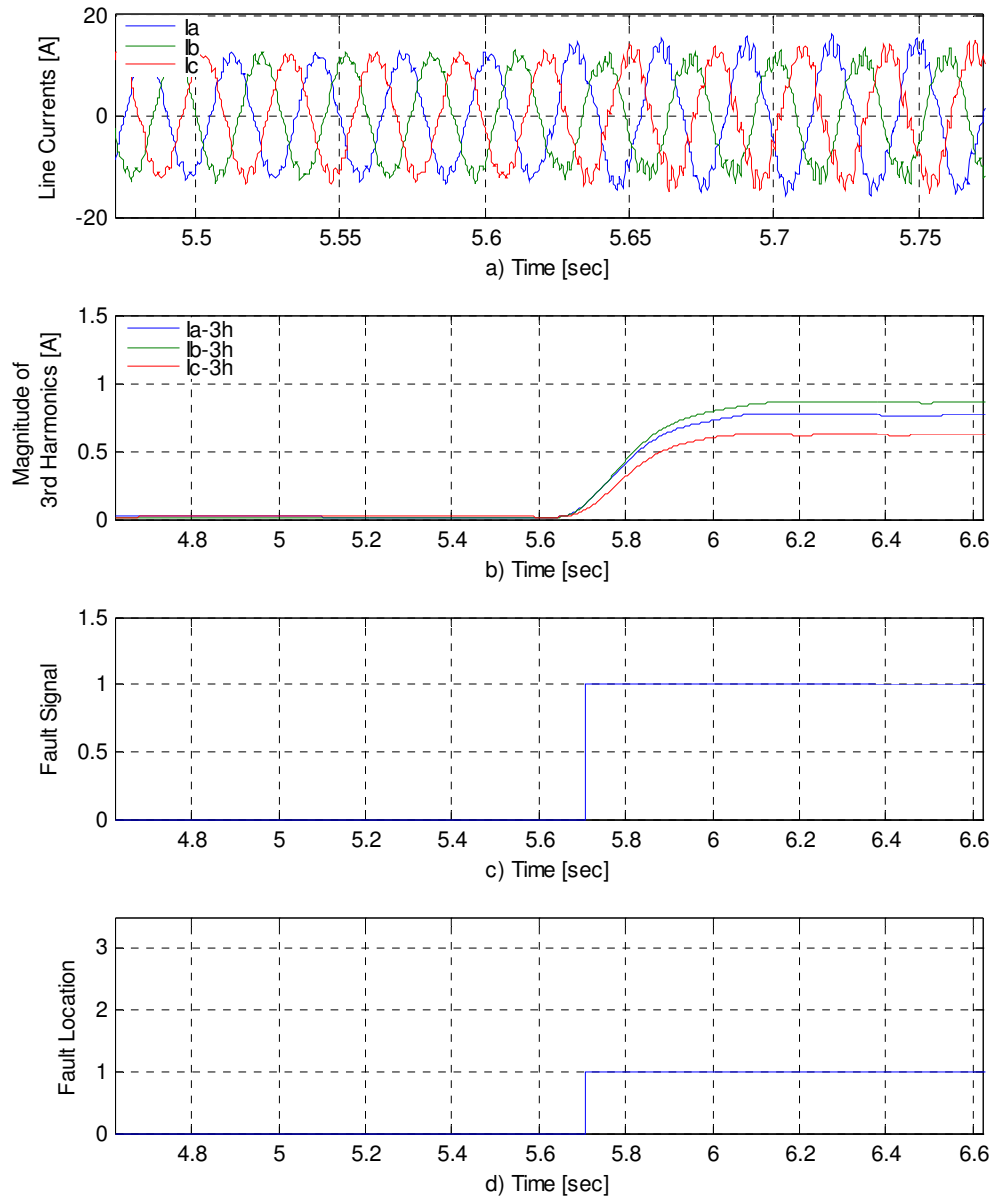 Line Currents [A]
20
0
-20
Ia
Ib
Ic
5.5 5.55 5.6 5.65 5.7 5.75
a) Time [sec]
Magnitude of
3rd Harmonics [A]
1.5
1
0.5
0
Ia-3h
Ib-3h
Ic-3h
4.8 5 5.2 5.4 5.6 5.8 6 6.2 6.4 6.6
b) Time [sec]
Fault Signal
1.5
1
0.5
0
4.8 5 5.2 5.4 5.6 5.8 6 6.2 6.4 6.6
c) Time [sec]
Fault Location
3
2
1
0
4.8 5 5.2 5.4 5.6 5.8 6 6.2 6.4 6.6
d) Time [sec]